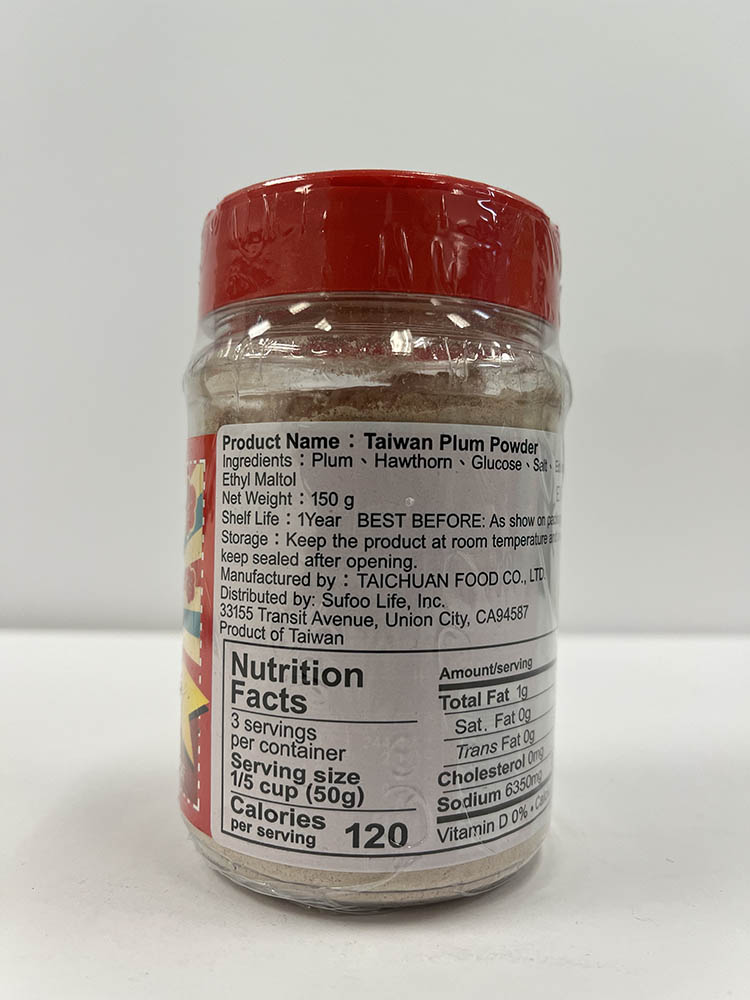 Product Name：Taiwan Plum Powder
Ingredients：Plum、Hawthorn、Glucose、Salt、
Ethyl Maltol
Net Weight：150 g
Shelf Life：1Year BEST BEFORE: As show on
Storage：Keep the product at room temperature
keep sealed after opening.
Manufactured by：TAICHUAN FOOD CO., LTD.
Distributed by: Sufoo Life, Inc.
33155 Transit Avenue, Union City, CA94587
Product of Taiwan
Nutrition
Facts
3 servings
per container
Serving size
1/5 cup (50g)
Calories
per serving
120
Amount/serving
Total Fat 1g
Sat. Fat 0g
Trans Fat 0g
Cholesterol 0mg
Sodium 6350mg
Vitamin D 0% •